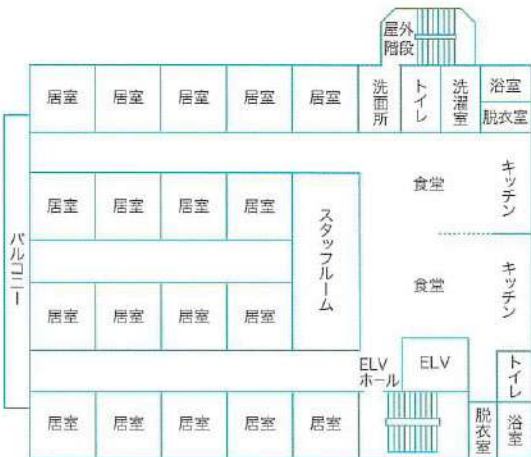 屋外
階段
居室
居室
居室
居室
居室
洗面所
トイレ
洗濯室
浴室
脱衣室
居室
居室
居室
居室
スタッフルーム
食堂
キッチン
バルコニー
居室
居室
居室
居室
食堂
キッチン
ELV
ホール
ELV
トイレ
居室
居室
居室
居室
居室
脱衣室
浴室